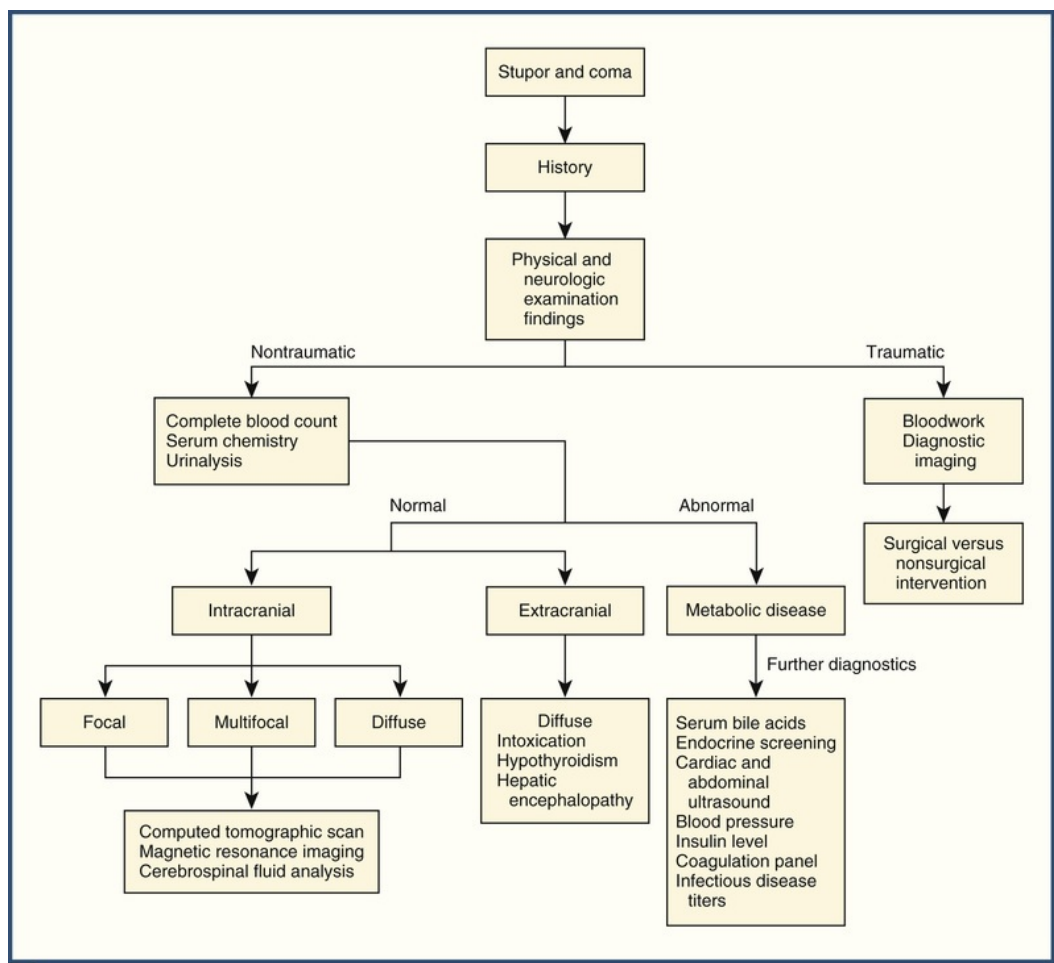 Stupor and coma
History
Physical and
neurologic
examination
findings
Nontraumatic
Traumatic
Complete blood count
Serum chemistry
Urinalysis
Bloodwork
Diagnostic
imaging
Normal
Abnormal
Surgical versus
nonsurgical
intervention
Intracranial
Extracranial
Metabolic disease
Further diagnostics
Focal
Multifocal
Diffuse
Diffuse
Intoxication
Hypothyroidism
Hepatic
encephalopathy
Serum bile acids
Endocrine screening
Cardiac and
abdominal
ultrasound
Blood pressure
Insulin level
Coagulation panel
Infectious disease
titers
Computed tomographic scan
Magnetic resonance imaging
Cerebrospinal fluid analysis